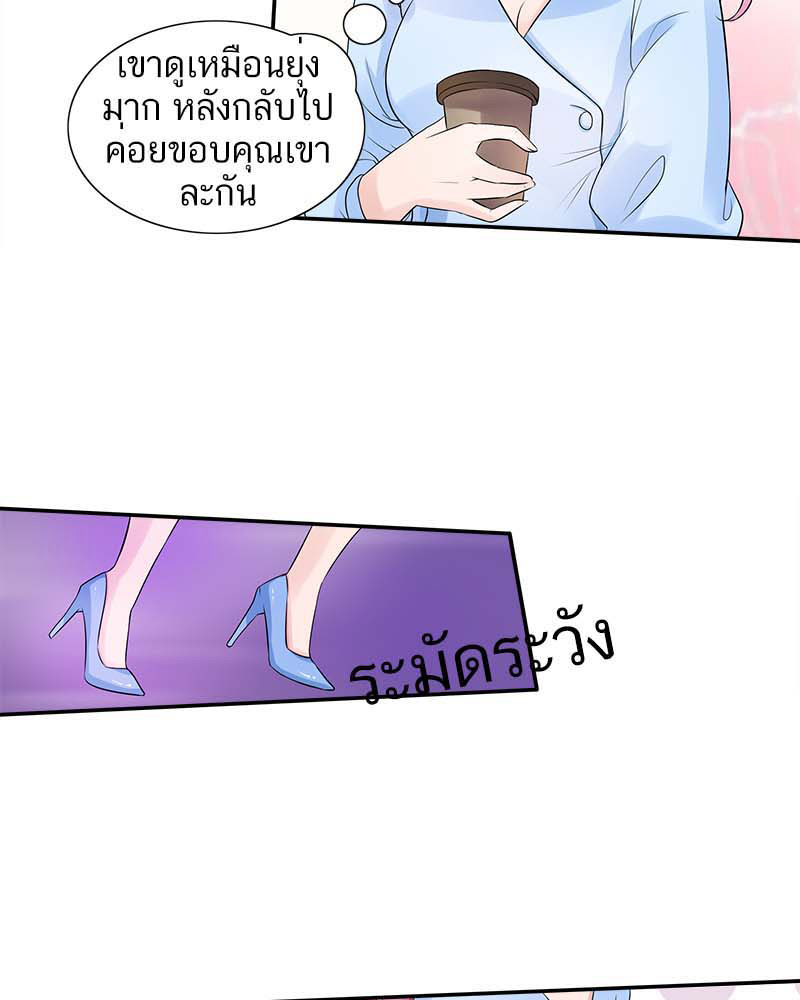 เขาดูเหมือนยุ่ง
มาก หลังกลับไป
ค่อยขอบคุณเขา
ละกัน
ระมัดระวัง